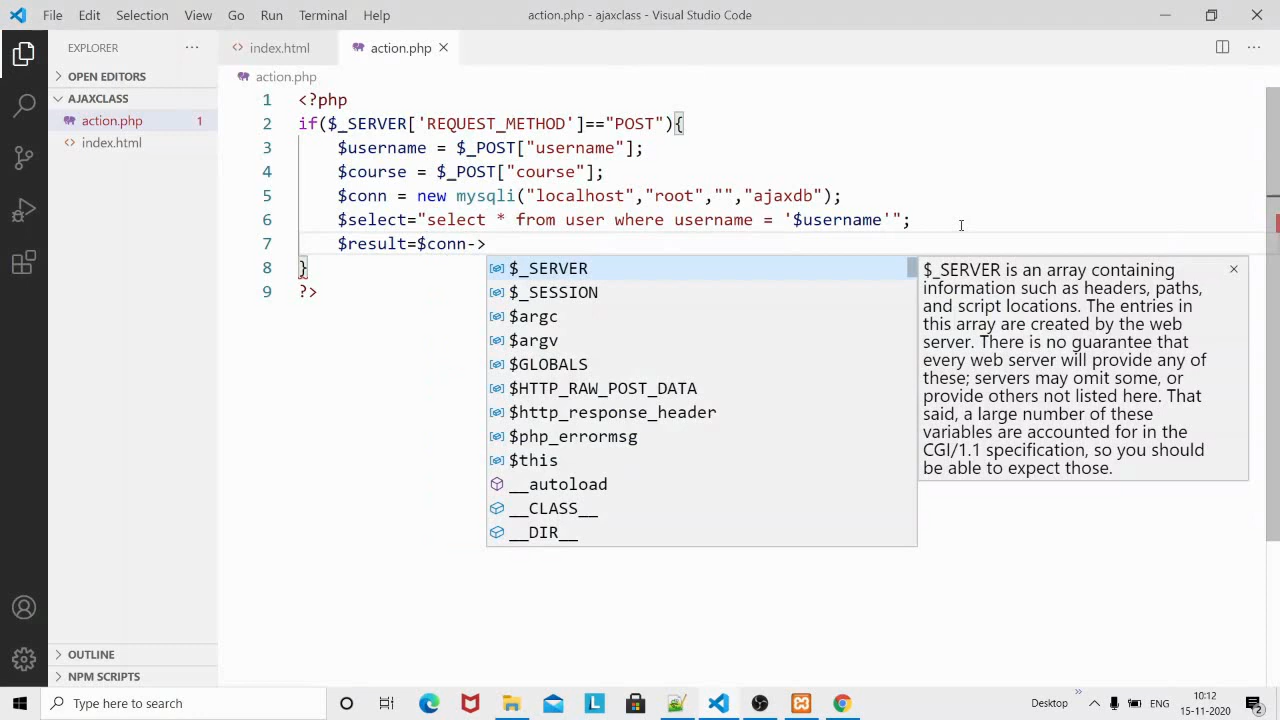 File Edit Selection View Go Run Terminal Help
action.php - ajaxclass - Visual Studio Code
EXPLORER
index.html
action.php
OPEN EDITORS
AJAXCLASS
action.php 1
index.html
OUTLINE
NPM SCRIPTS
action.php
1 <?php
2 if($_SERVER['REQUEST_METHOD']=="POST"){
3 $username = $_POST["username"];
4 $course = $_POST["course"];
5 $conn = new mysqli("localhost","root","","ajaxdb");
6 $select="select * from user where username = '$username'";
7 $result=$conn->
8 }
9 ?>
$_SERVER
$_SESSION
$argc
$argv
$GLOBALS
$HTTP_RAW_POST_DATA
$http_response_header
$php_errormsg
$this
__autoload
__CLASS__
__DIR__
$_SERVER is an array containing
information such as headers, paths,
and script locations. The entries in
this array are created by the web
server. There is no guarantee that
every web server will provide any of
these; servers may omit some, or
provide others not listed here. That
said, a large number of these
variables are accounted for in the
CGI/1.1 specification, so you should
be able to expect those.
Type here to search
Desktop
ENG
10:12
15-11-2020
2